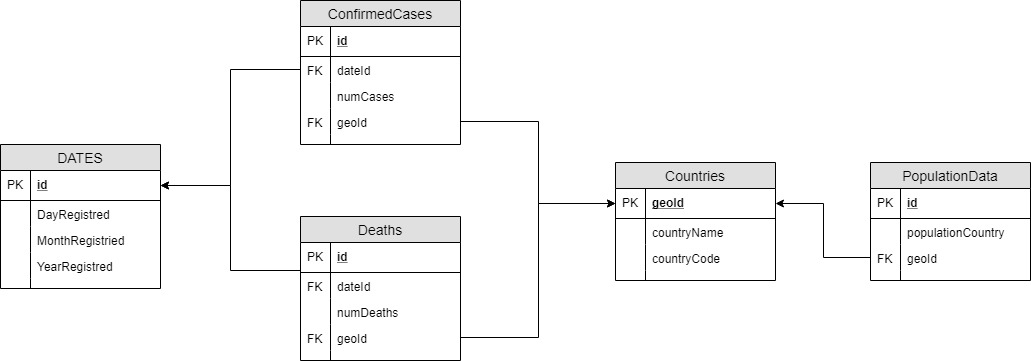 ConfirmedCases
PK id
FK dateId
numCases
FK geoId
DATES
PK id
DayRegistred
MonthRegistried
YearRegistred
Deaths
PK id
FK dateId
numDeaths
FK geoId
Countries
PK geoId
countryName
countryCode
PopulationData
PK id
populationCountry
FK geoId